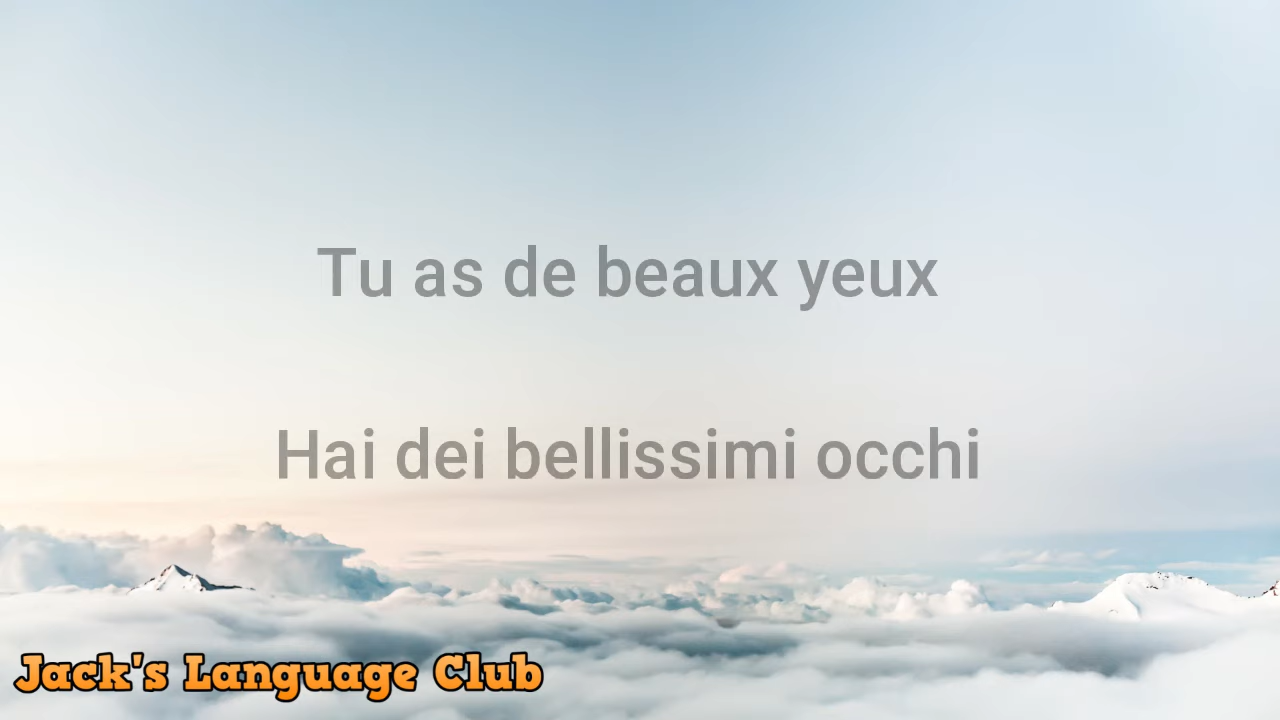 Tu as de beaux yeux
Hai dei bellissimi occhi
Jack's Language Club